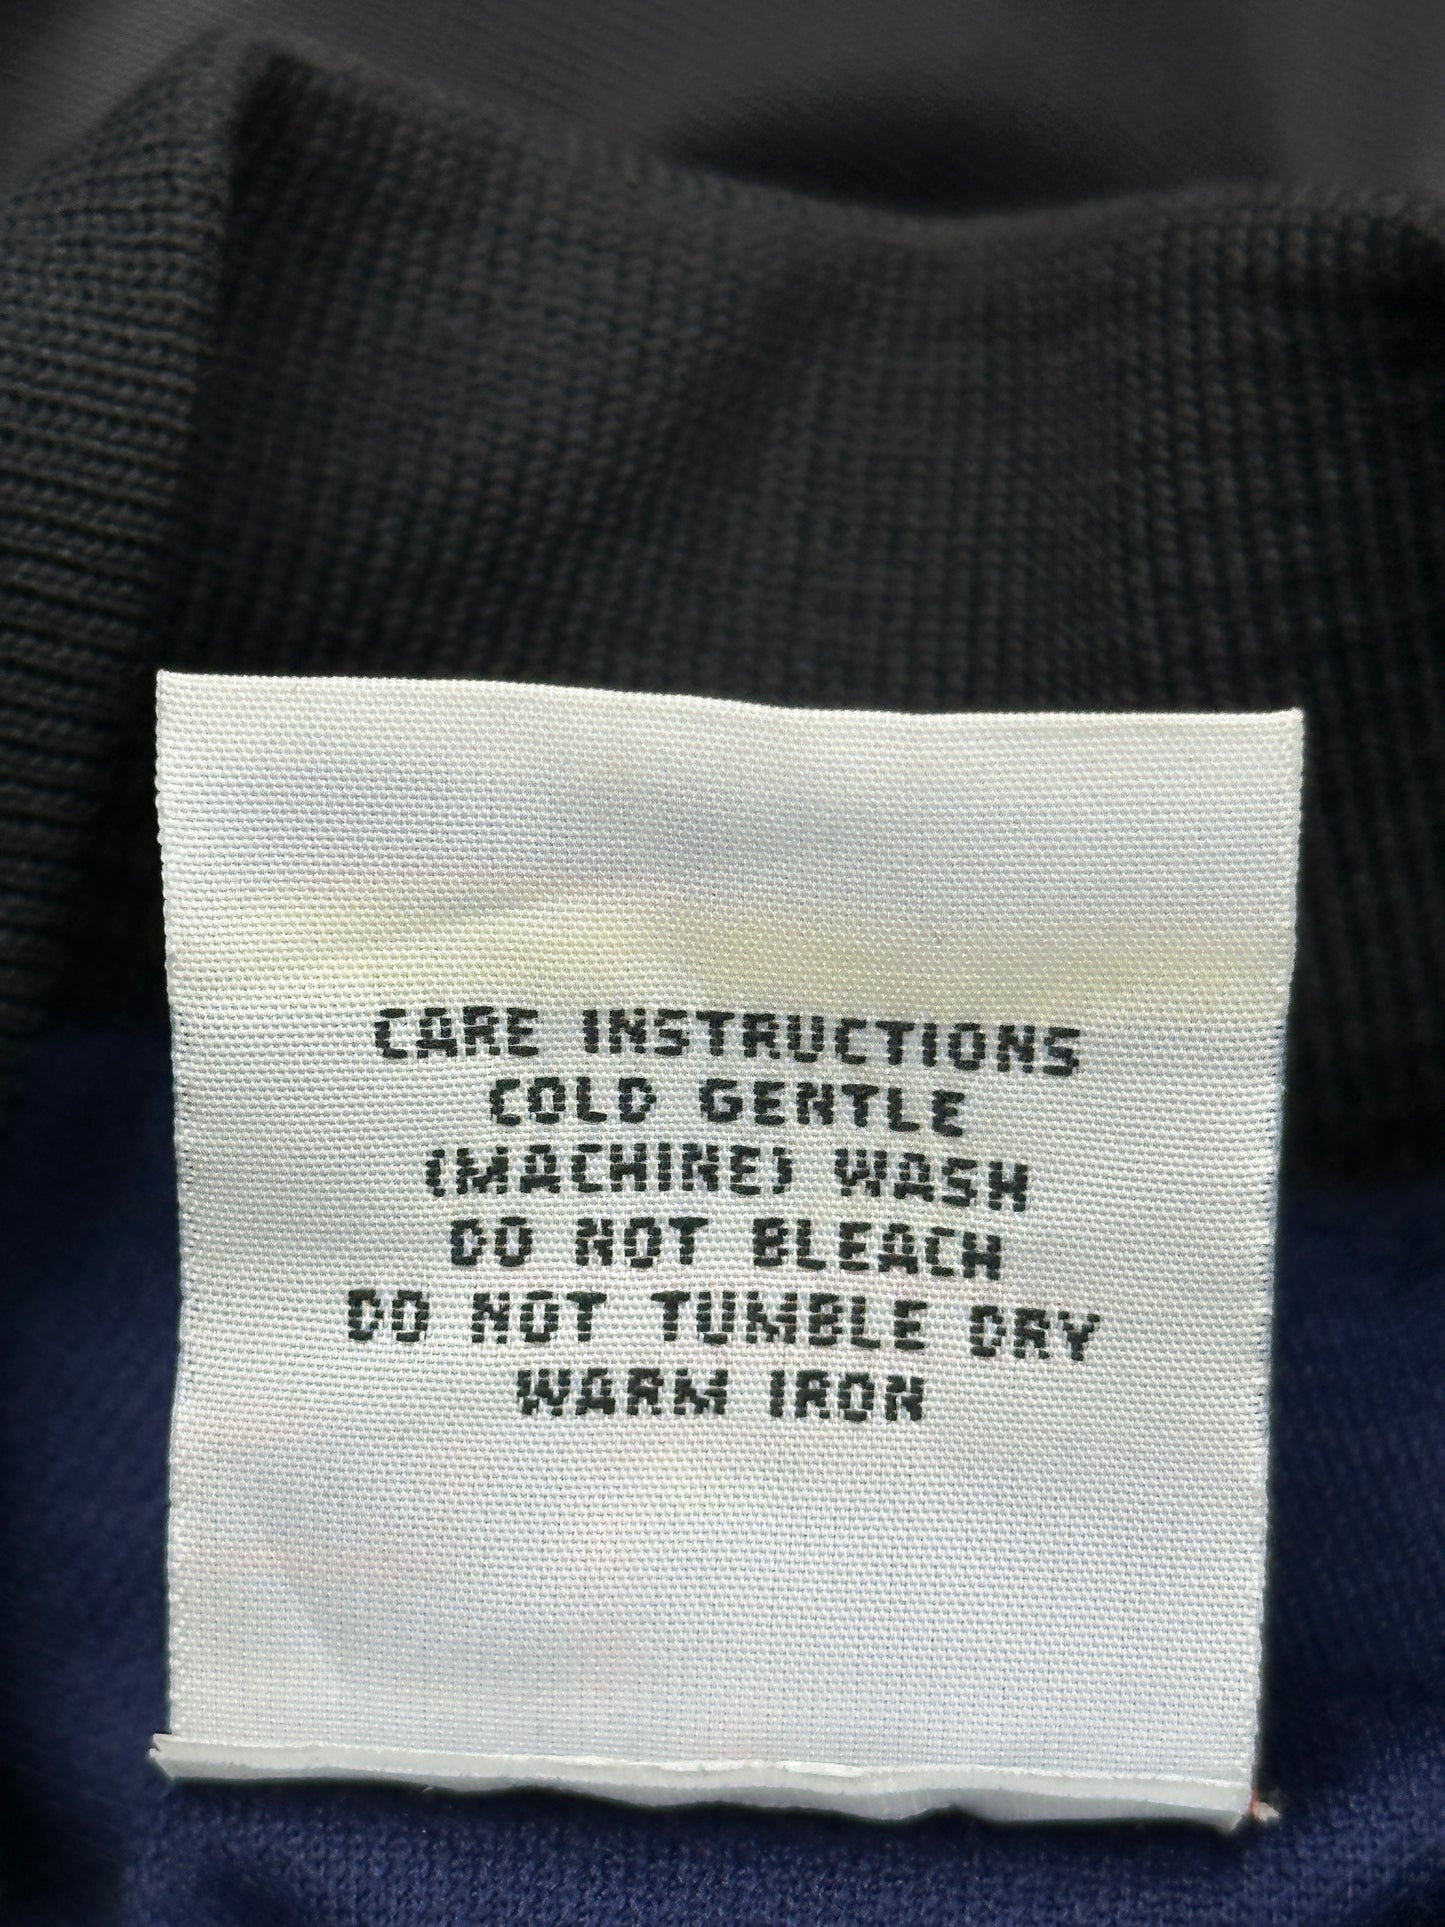 CARE INSTRUCTIONS
COLD GENTLE
(MACHINE) WASH
DO NOT BLEACH
DO NOT TUMBLE DRY
WARM IRON